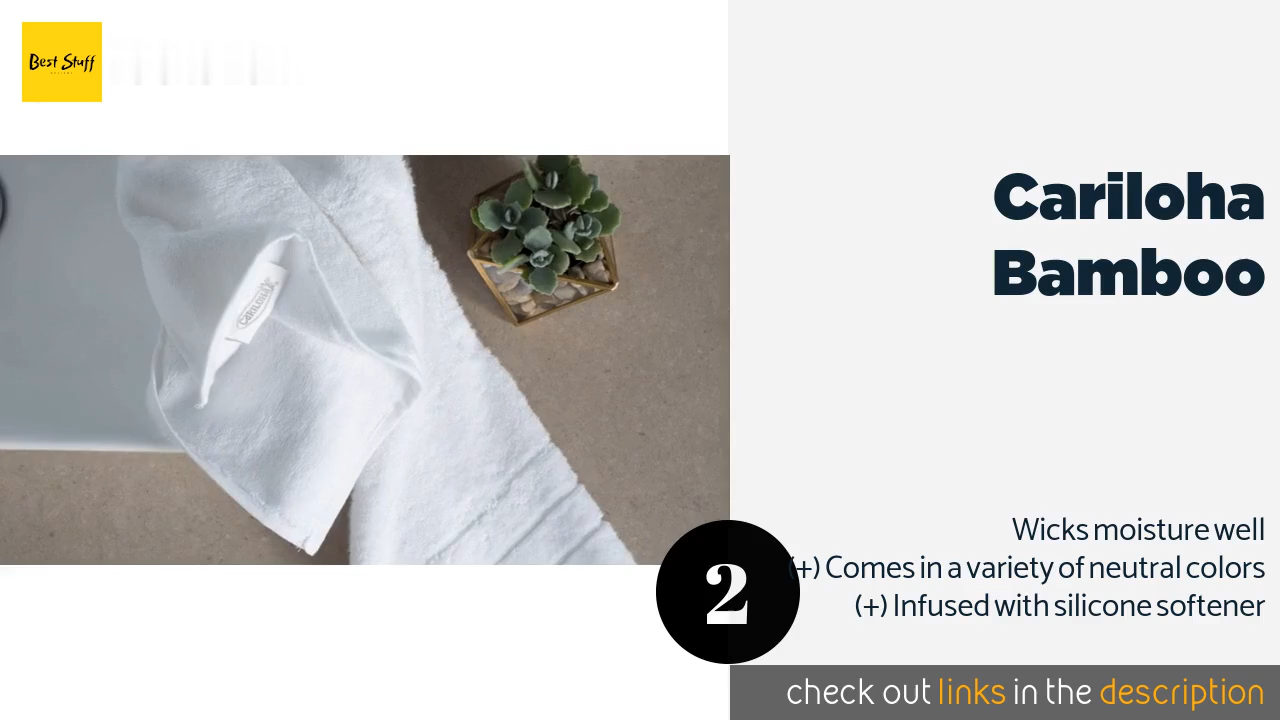 Best Stuff
Cariloha
Bamboo
CARILOHA
Wicks moisture well
(+) Comes in a variety of neutral colors
(+) Infused with silicone softener
2
check out links in the description